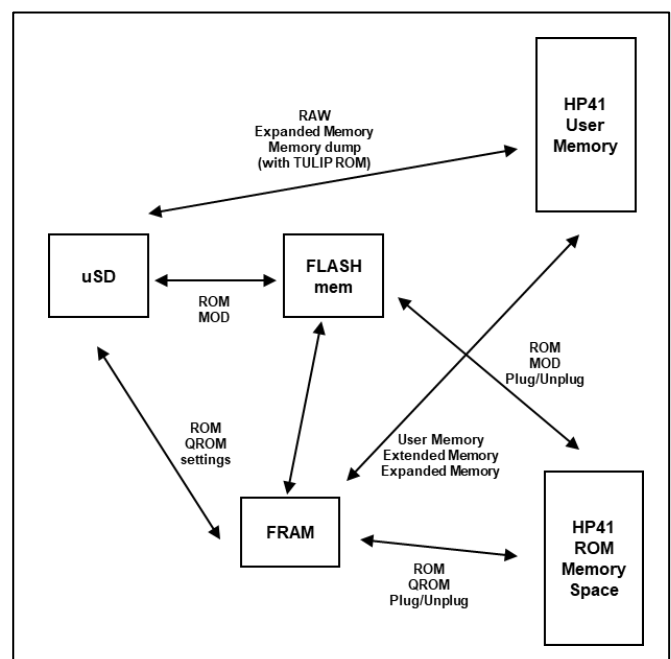 HP41
User
Memory
RAW
Expanded Memory
Memory dump
(with TULIP ROM)
uSD
FLASH
mem
ROM
MOD
ROM
MOD
Plug/Unplug
ROM
QROM
settings
User Memory
Extended Memory
Expanded Memory
FRAM
HP41
ROM
Memory
Space
ROM
QROM
Plug/Unplug